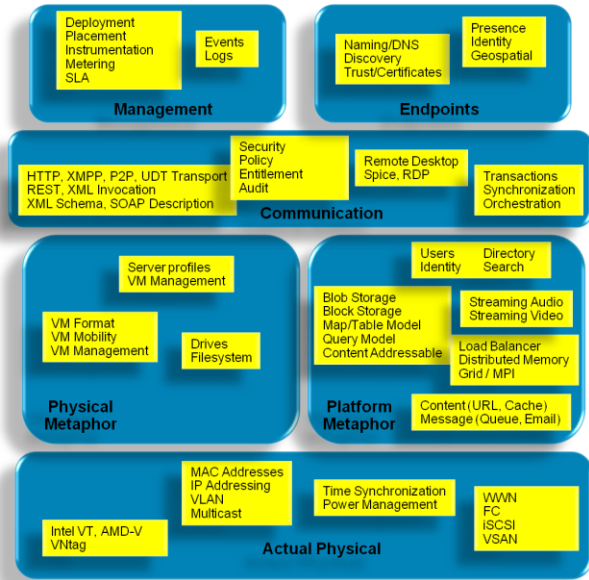 Deployment
Placement
Instrumentation
Metering
SLA
Events
Logs
Management
Naming/DNS
Discovery
Trust/Certificates
Presence
Identity
Geospatial
Endpoints
HTTP, XMPP, P2P, UDT Transport
REST, XML Invocation
XML Schema, SOAP Description
Security
Policy
Entitlement
Audit
Remote Desktop
Spice, RDP
Transactions
Synchronization
Orchestration
Communication
Server profiles
VM Management
VM Format
VM Mobility
VM Management
Drives
Filesystem
Physical
Metaphor
Users Directory
Identity Search
Blob Storage
Block Storage
Map/Table Model
Query Model
Content Addressable
Streaming Audio
Streaming Video
Load Balancer
Distributed Memory
Grid / MPI
Content (URL, Cache)
Message (Queue, Email)
Platform
Metaphor
MAC Addresses
IP Addressing
VLAN
Multicast
Time Synchronization
Power Management
WWN
FC
iSCSI
VSAN
Intel VT, AMD-V
VNtag
Actual Physical